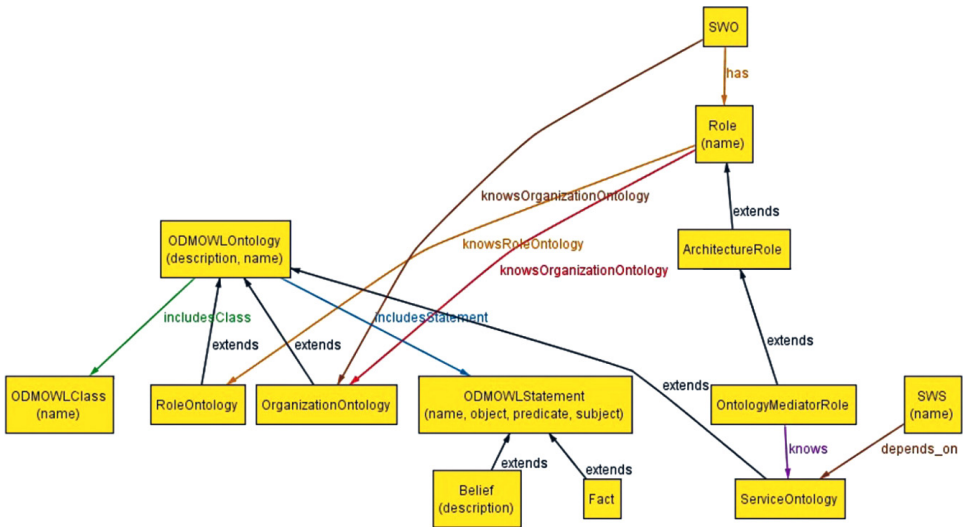 SWO
has
Role
(name)
knowsOrganizationOntology
extends
ODMOWLOntology
(description, name)
knowsRoleOntology
ArchitectureRole
knowsOrganizationOntology
includesClass
includesStatement
extends
extends
extends
extends
ODMOWLClass
(name)
RoleOntology
OrganizationOntology
ODMOWLStatement
(name, object, predicate, subject)
OntologyMediatorRole
SWS
(name)
knows
depends_on
extends
extends
Belief
(description)
Fact
ServiceOntology